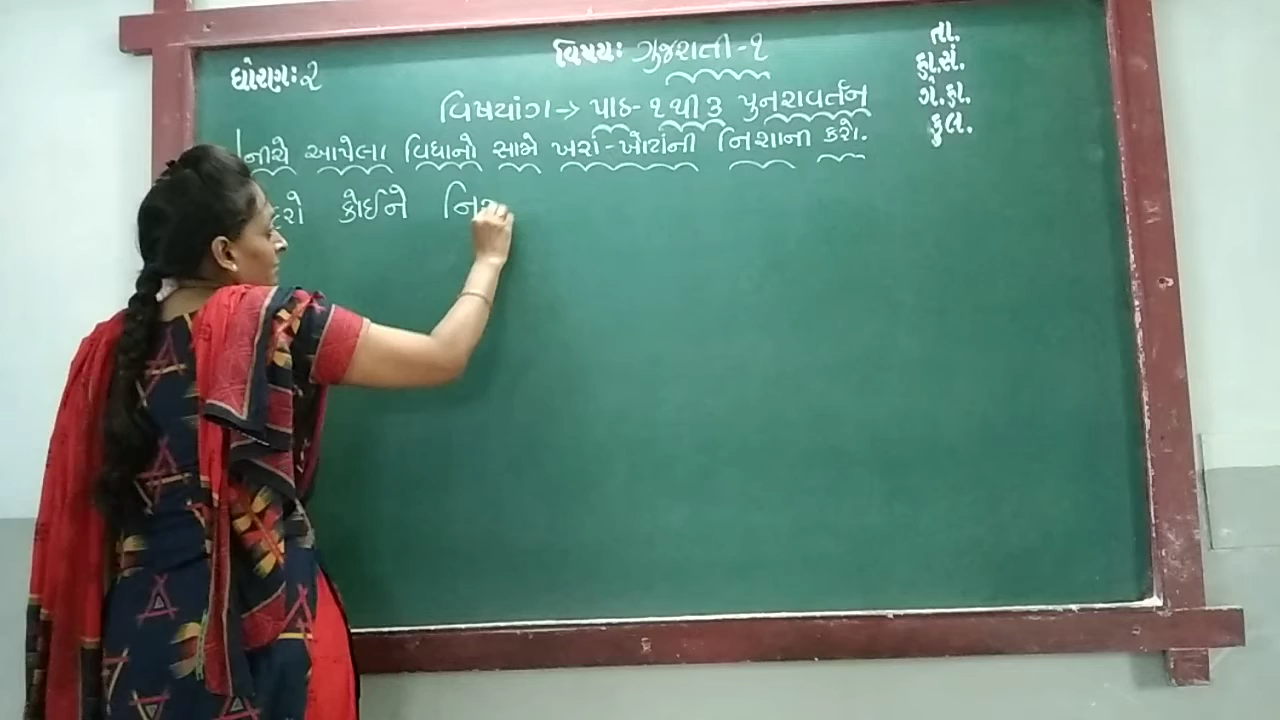 વિષયઃ ગુજરાતી-૧
ધોરણઃ ૨
તા.
હા.સં.
ગે.હા.
કુલ.
વિષયાંગ → પાઠ- ૧ થી ૩ પુનરાવર્તન
નીચે આપેલા વિધાનો સામે ખરાં-ખોટાંની નિશાની કરો.
કોઈને